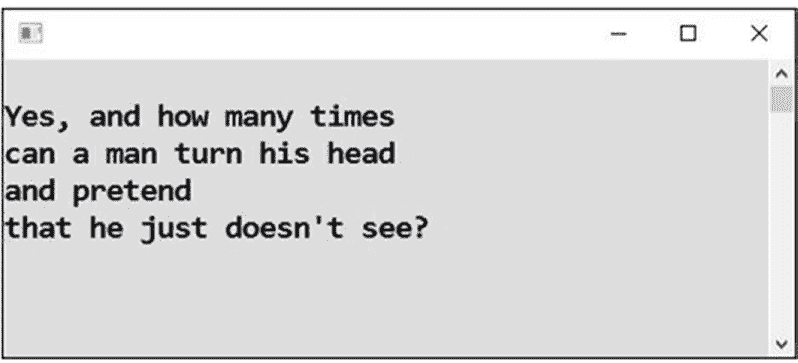 Yes, and how many times
can a man turn his head
and pretend
that he just doesn't see?